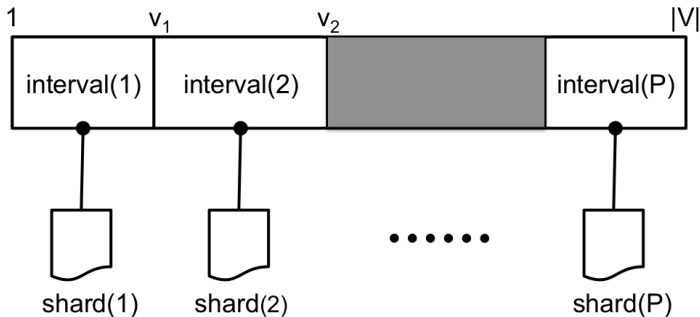 1 v₁ v₂ |V|
interval(1) interval(2) interval(P)
......
shard(1) shard(2) shard(P)